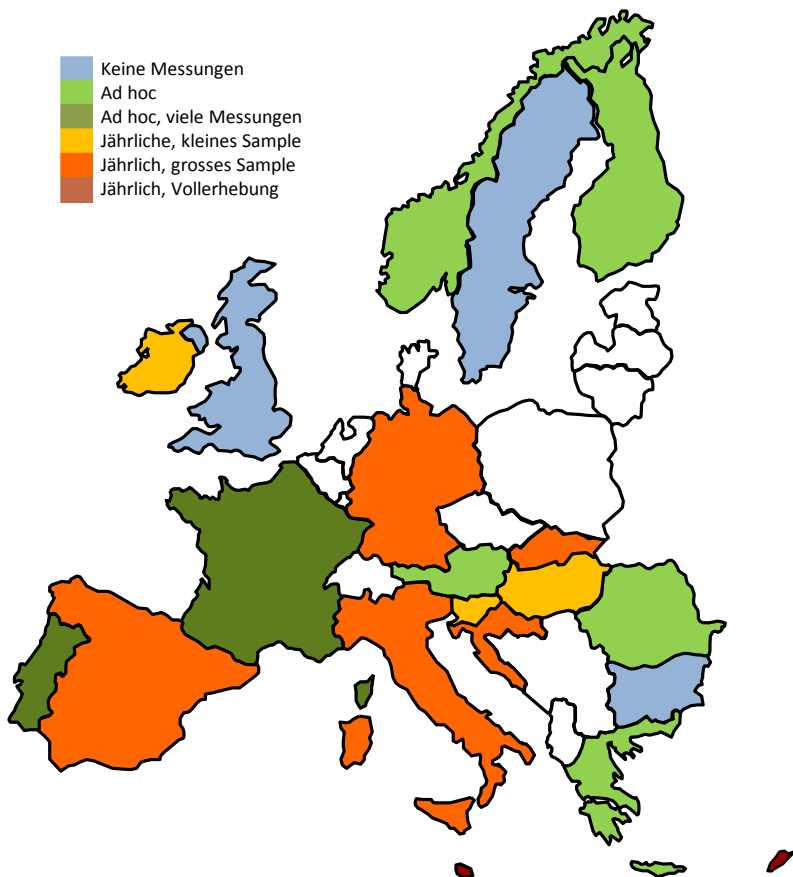 Keine Messungen
Ad hoc
Ad hoc, viele Messungen
Jährliche, kleines Sample
Jährlich, grosses Sample
Jährlich, Vollerhebung